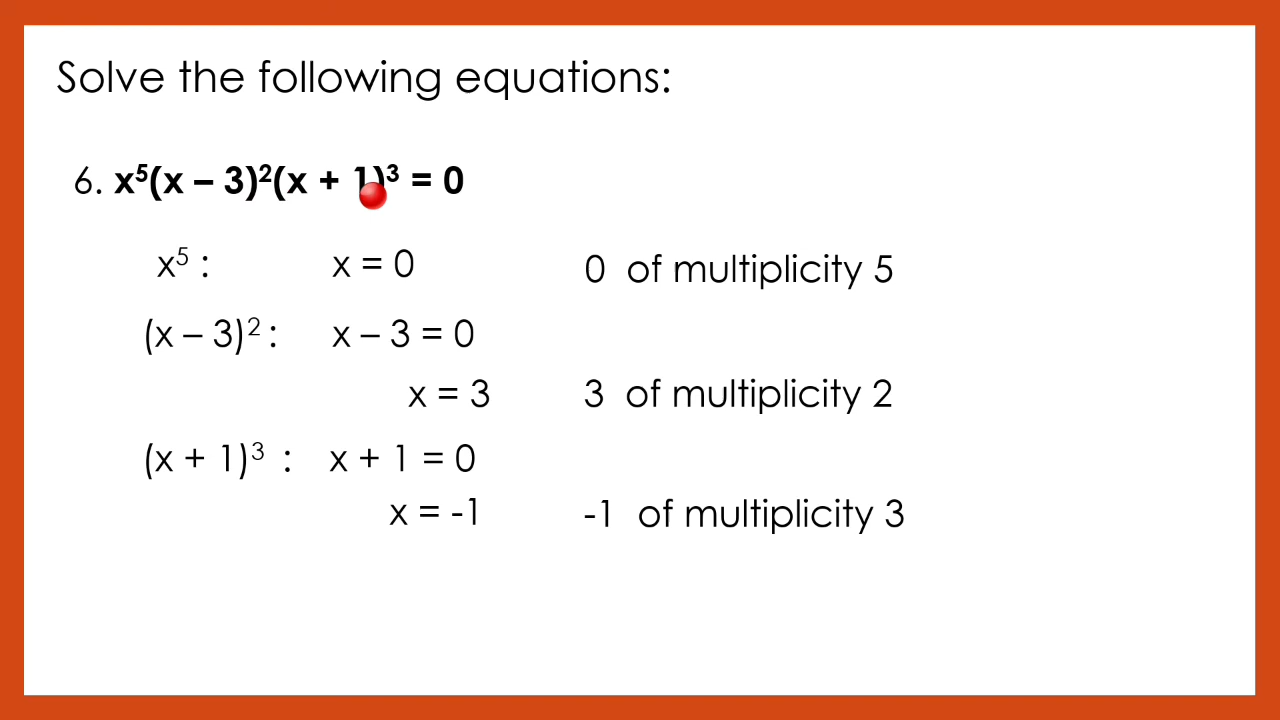 Solve the following equations:
6. x⁵(x – 3)²(x + 1)³ = 0
x⁵ : x = 0 0 of multiplicity 5
(x – 3)² : x – 3 = 0
x = 3 3 of multiplicity 2
(x + 1)³ : x + 1 = 0
x = -1 -1 of multiplicity 3